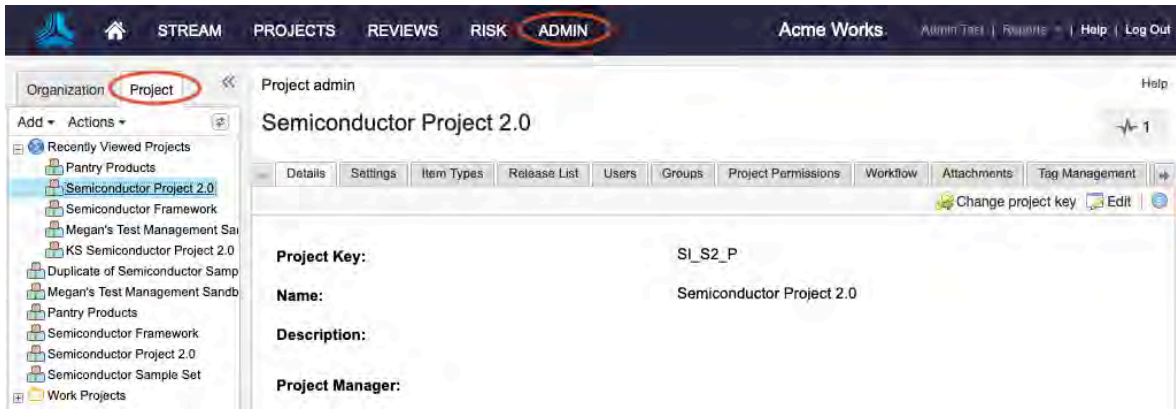 STREAM PROJECTS REVIEWS RISK ADMIN Acme Works Admin Test | Reports | Help | Log Out
Organization Project
Add Actions
Recently Viewed Projects
Pantry Products
Semiconductor Project 2.0
Semiconductor Framework
Megan's Test Management Sa
KS Semiconductor Project 2.0
Duplicate of Semiconductor Samp
Megan's Test Management Sandb
Pantry Products
Semiconductor Framework
Semiconductor Project 2.0
Semiconductor Sample Set
Work Projects
Project admin Help
Semiconductor Project 2.0 1
Details Settings Item Types Release List Users Groups Project Permissions Workflow Attachments Tag Management
Change project key Edit
Project Key: SI_S2_P
Name: Semiconductor Project 2.0
Description:
Project Manager: